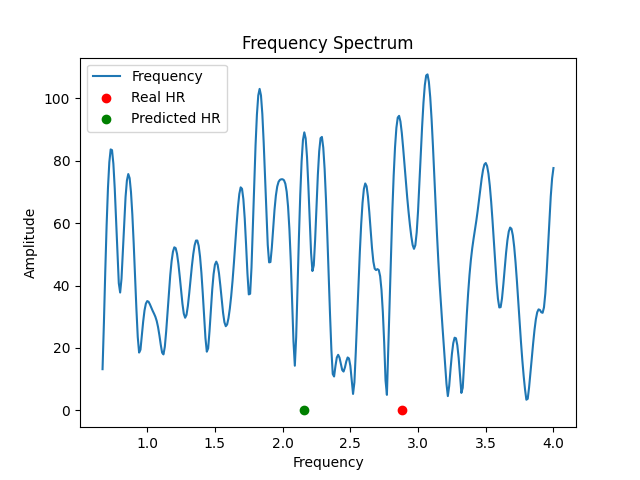 Frequency Spectrum
Frequency
Real HR
Predicted HR
Amplitude
100
80
60
40
20
0
1.0 1.5 2.0 2.5 3.0 3.5 4.0
Frequency